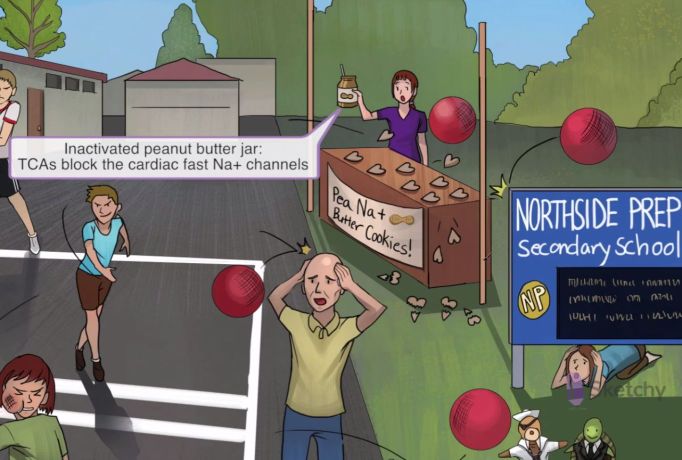 Inactivated peanut butter jar:
TCAs block the cardiac fast Na+ channels
Pea Na+
Butter Cookies!
NORTHSIDE PREP
Secondary School
NP
ketchy